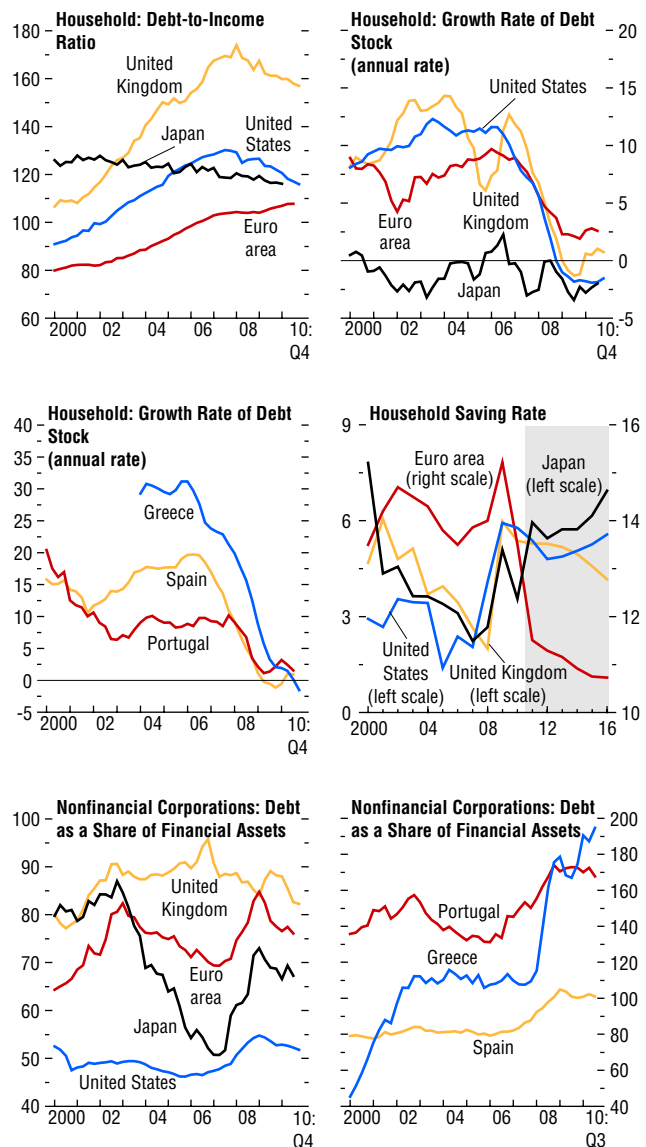 Household: Debt-to-Income
Ratio
180
160
140
120
100
80
60
United
Kingdom
Japan
United
States
Euro
area
2000 02 04 06 08 10:
Q4
Household: Growth Rate of Debt
Stock
(annual rate)
20
15
10
5
0
-5
United States
Euro
area
United
Kingdom
Japan
2000 02 04 06 08 10:
Q4
Household: Growth Rate of Debt
Stock
(annual rate)
40
35
30
25
20
15
10
5
0
-5
Greece
Spain
Portugal
2000 02 04 06 08 10:
Q4
Household Saving Rate
9
6
3
0
16
14
12
10
Euro area
(right scale)
Japan
(left scale)
United
States
(left scale)
United Kingdom
(left scale)
2000 04 08 12 16
Nonfinancial Corporations: Debt
as a Share of Financial Assets
100
90
80
70
60
50
40
United
Kingdom
Euro
area
Japan
United States
2000 02 04 06 08 10:
Q4
Nonfinancial Corporations: Debt
as a Share of Financial Assets
200
180
160
140
120
100
80
60
40
Portugal
Greece
Spain
2000 02 04 06 08 10:
Q3